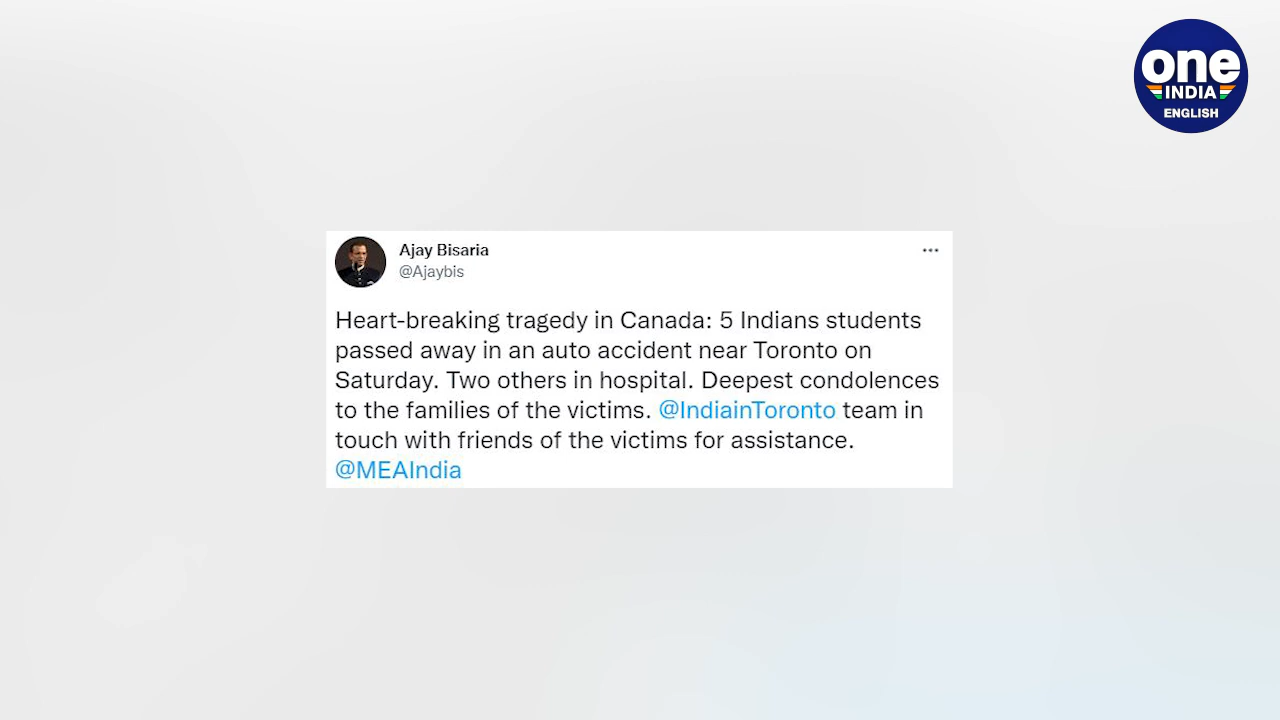 one
INDIA
ENGLISH
Ajay Bisaria
@Ajaybis
Heart-breaking tragedy in Canada: 5 Indians students
passed away in an auto accident near Toronto on
Saturday. Two others in hospital. Deepest condolences
to the families of the victims. @IndiainToronto team in
touch with friends of the victims for assistance.
@MEAIndia